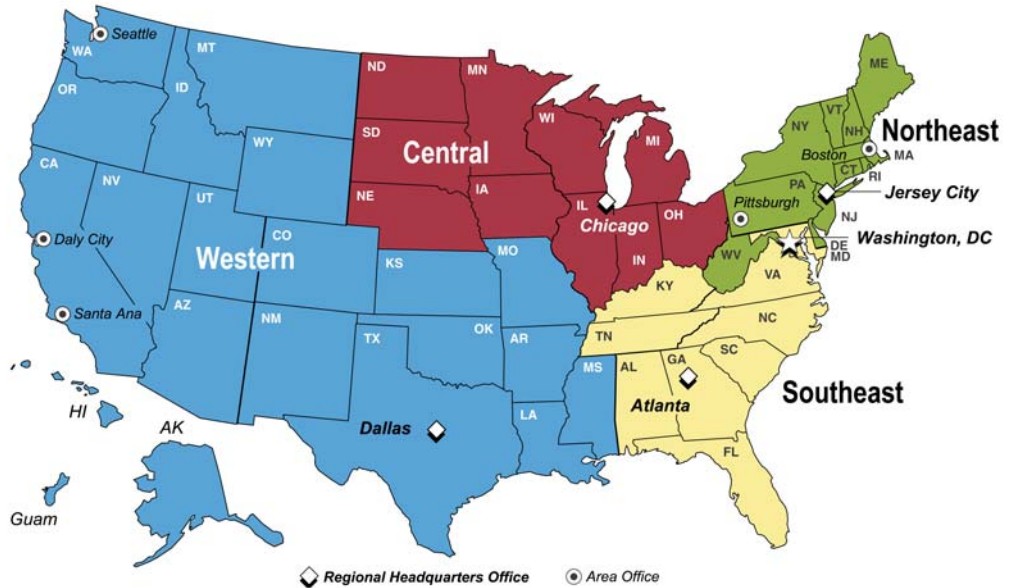 Seattle
WA
MT
ND
MN
ME
OR
ID
VT
NH
WI
MI
NY
Northeast
SD
WY
Central
Boston
MA
CA
NV
UT
NE
IA
CT
RI
PA
Jersey City
IL
OH
Pittsburgh
Chicago
NJ
Daly City
Western
CO
MO
IN
WV
DE
MD
Washington, DC
KS
VA
KY
Santa Ana
AZ
NM
TX
OK
AR
TN
NC
MS
AL
GA
SC
HI
AK
Dallas
LA
Atlanta
Southeast
FL
Guam
Regional Headquarters Office
Area Office